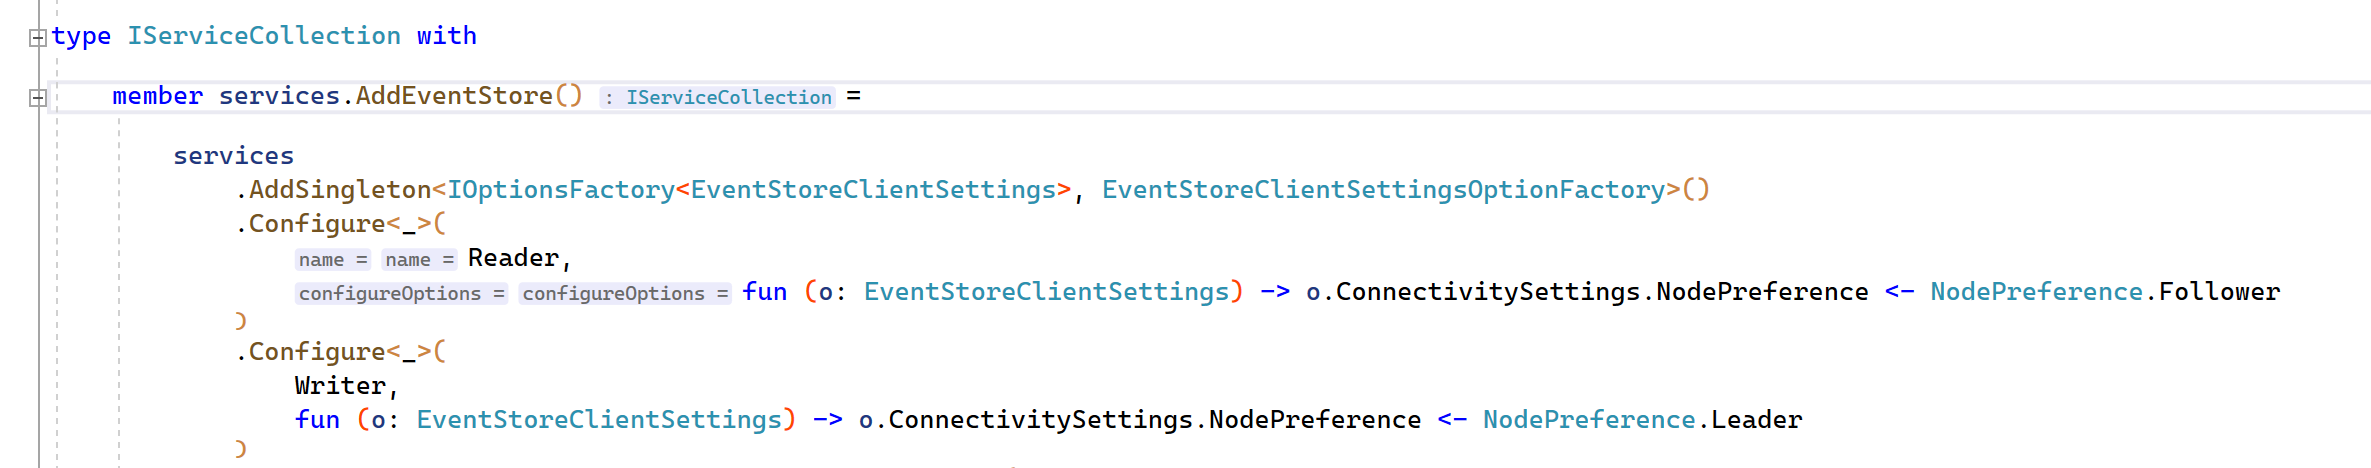 type IServiceCollection with
member services.AddEventStore() : IServiceCollection =
services
.AddSingleton<IOptionsFactory<EventStoreClientSettings>, EventStoreClientSettingsOptionFactory>()
.Configure<_>(
name = name = Reader,
configureOptions = configureOptions = fun (o: EventStoreClientSettings) -> o.ConnectivitySettings.NodePreference <- NodePreference.Follower
)
.Configure<_>(
Writer,
fun (o: EventStoreClientSettings) -> o.ConnectivitySettings.NodePreference <- NodePreference.Leader
)